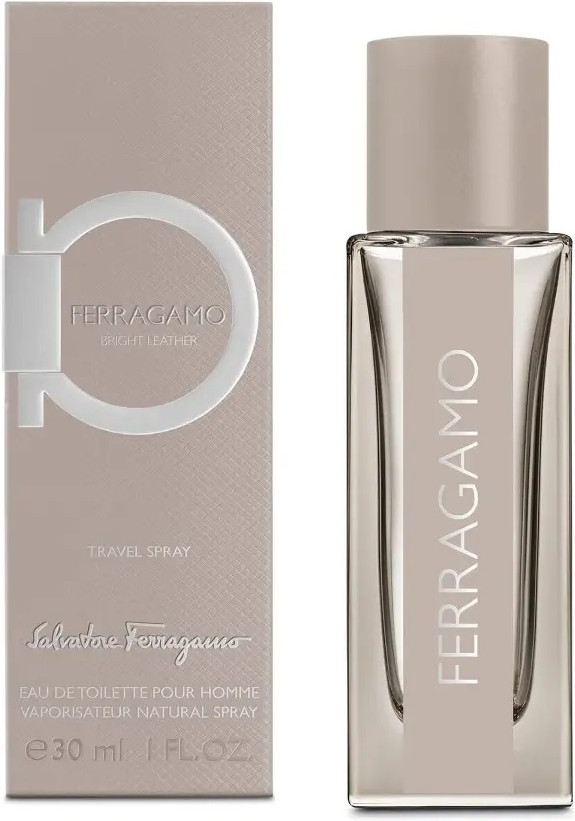 FERRAGAMO
BRIGHT LEATHER
TRAVEL SPRAY
Salvatore Ferragamo
EAU DE TOILETTE POUR HOMME
VAPORISATEUR NATURAL SPRAY
℮30 ml 1 FL.OZ.
FERRAGAMO